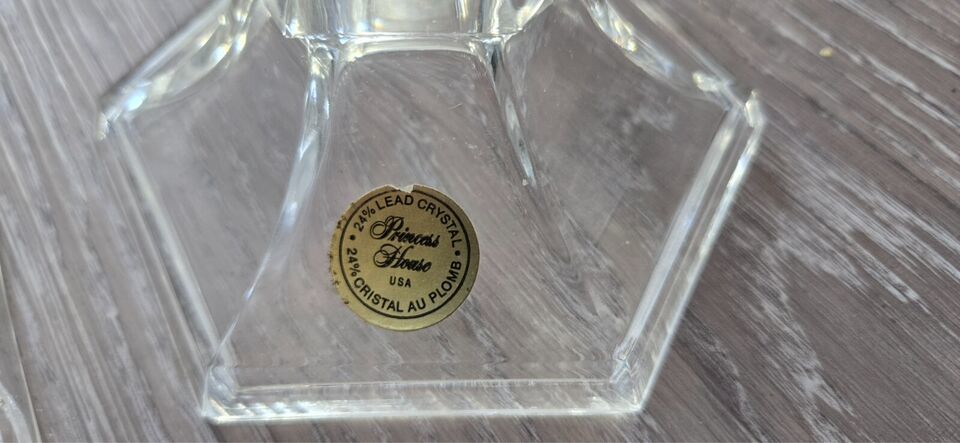 24% LEAD CRYSTAL
Princess
House
USA
24% CRISTAL AU PLOMB